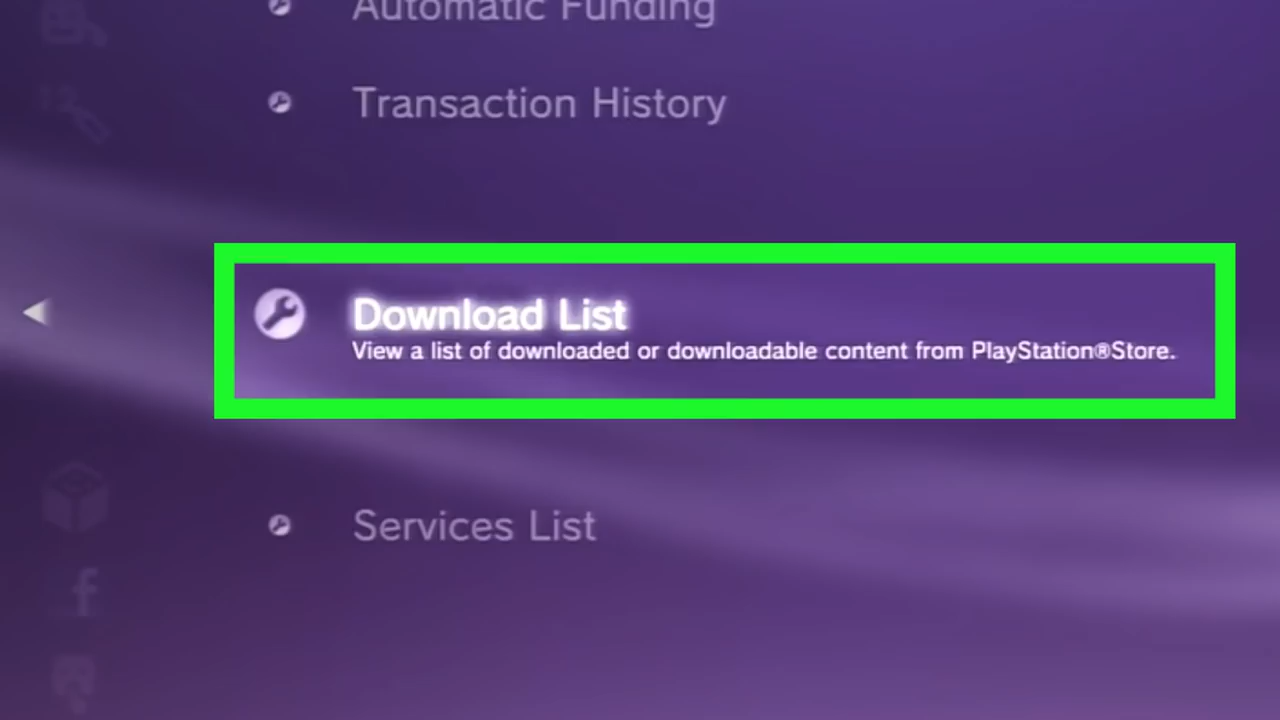 Automatic Funding
Transaction History
Download List
View a list of downloaded or downloadable content from PlayStation®Store.
Services List